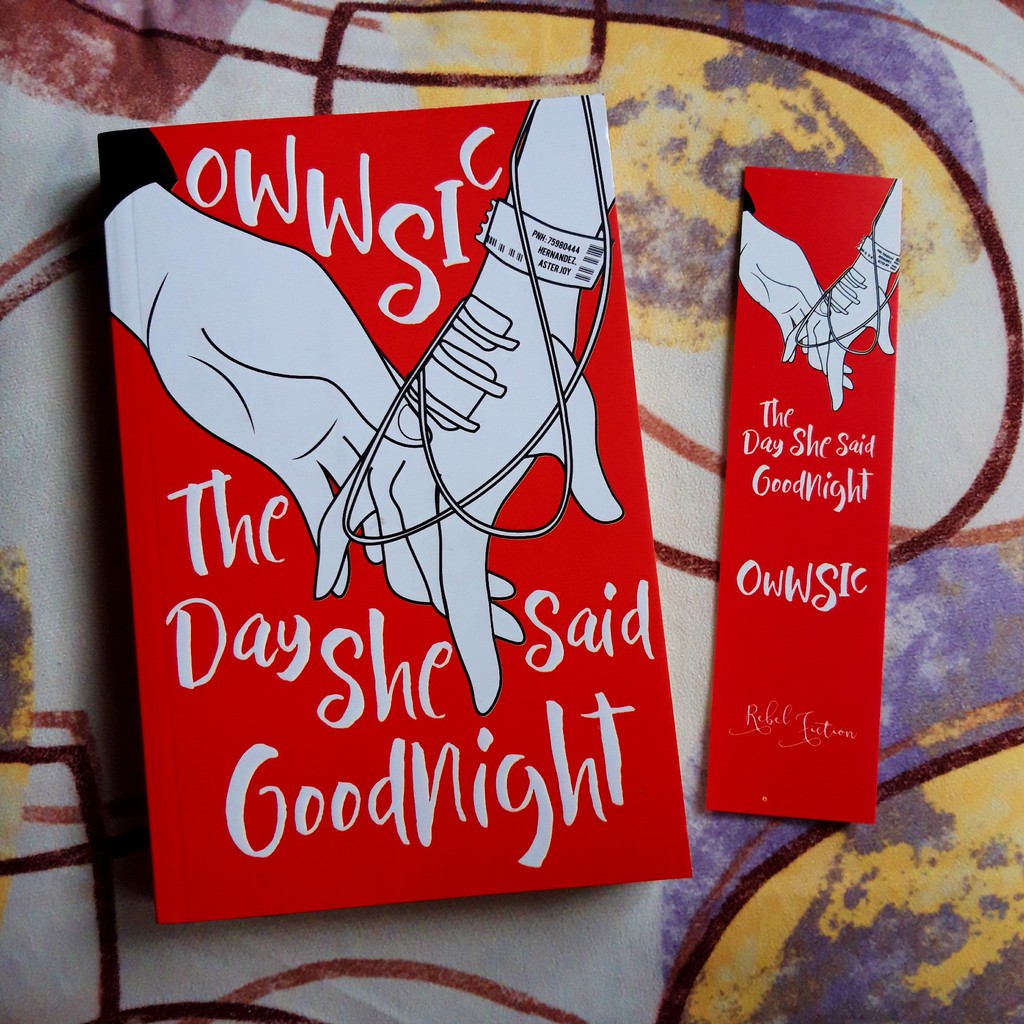 OWWSIC
PNH: 75980444
HERNANDEZ,
ASTER JOY
The
Day She Said
Goodnight
The
Day She Said
Goodnight
OWWSIC
Rebel Fiction